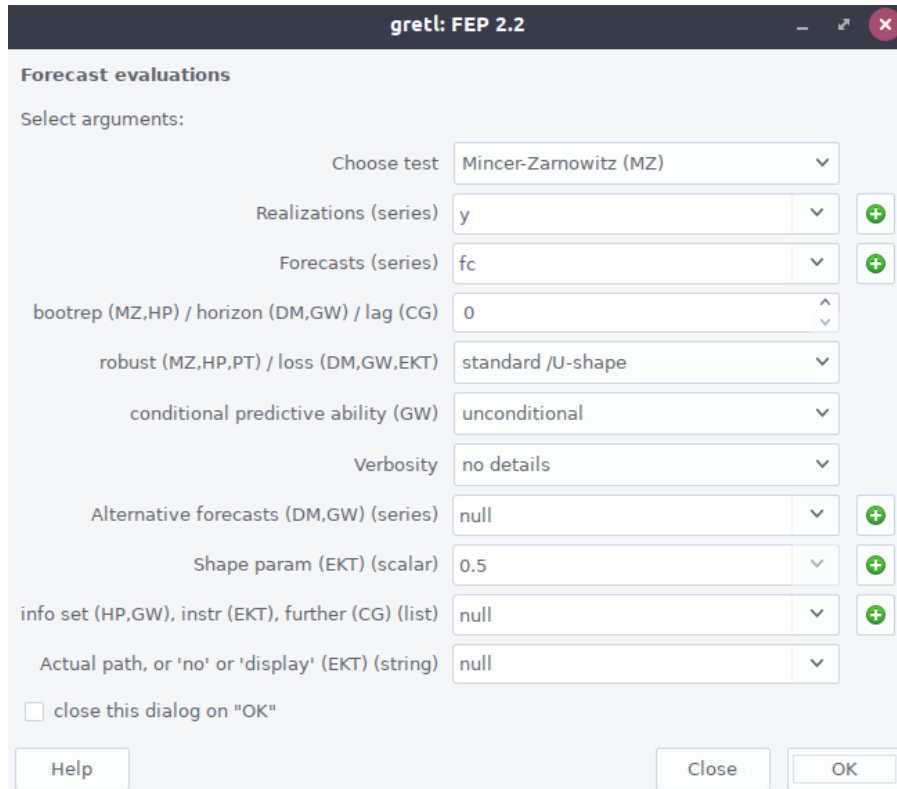 gretl: FEP 2.2
Forecast evaluations
Select arguments:
Choose test Mincer-Zarnowitz (MZ)
Realizations (series) y
Forecasts (series) fc
bootrep (MZ,HP) / horizon (DM,GW) / lag (CG) 0
robust (MZ,HP,PT) / loss (DM,GW,EKT) standard /U-shape
conditional predictive ability (GW) unconditional
Verbosity no details
Alternative forecasts (DM,GW) (series) null
Shape param (EKT) (scalar) 0.5
info set (HP,GW), instr (EKT), further (CG) (list) null
Actual path, or 'no' or 'display' (EKT) (string) null
close this dialog on "OK"
Help Close OK